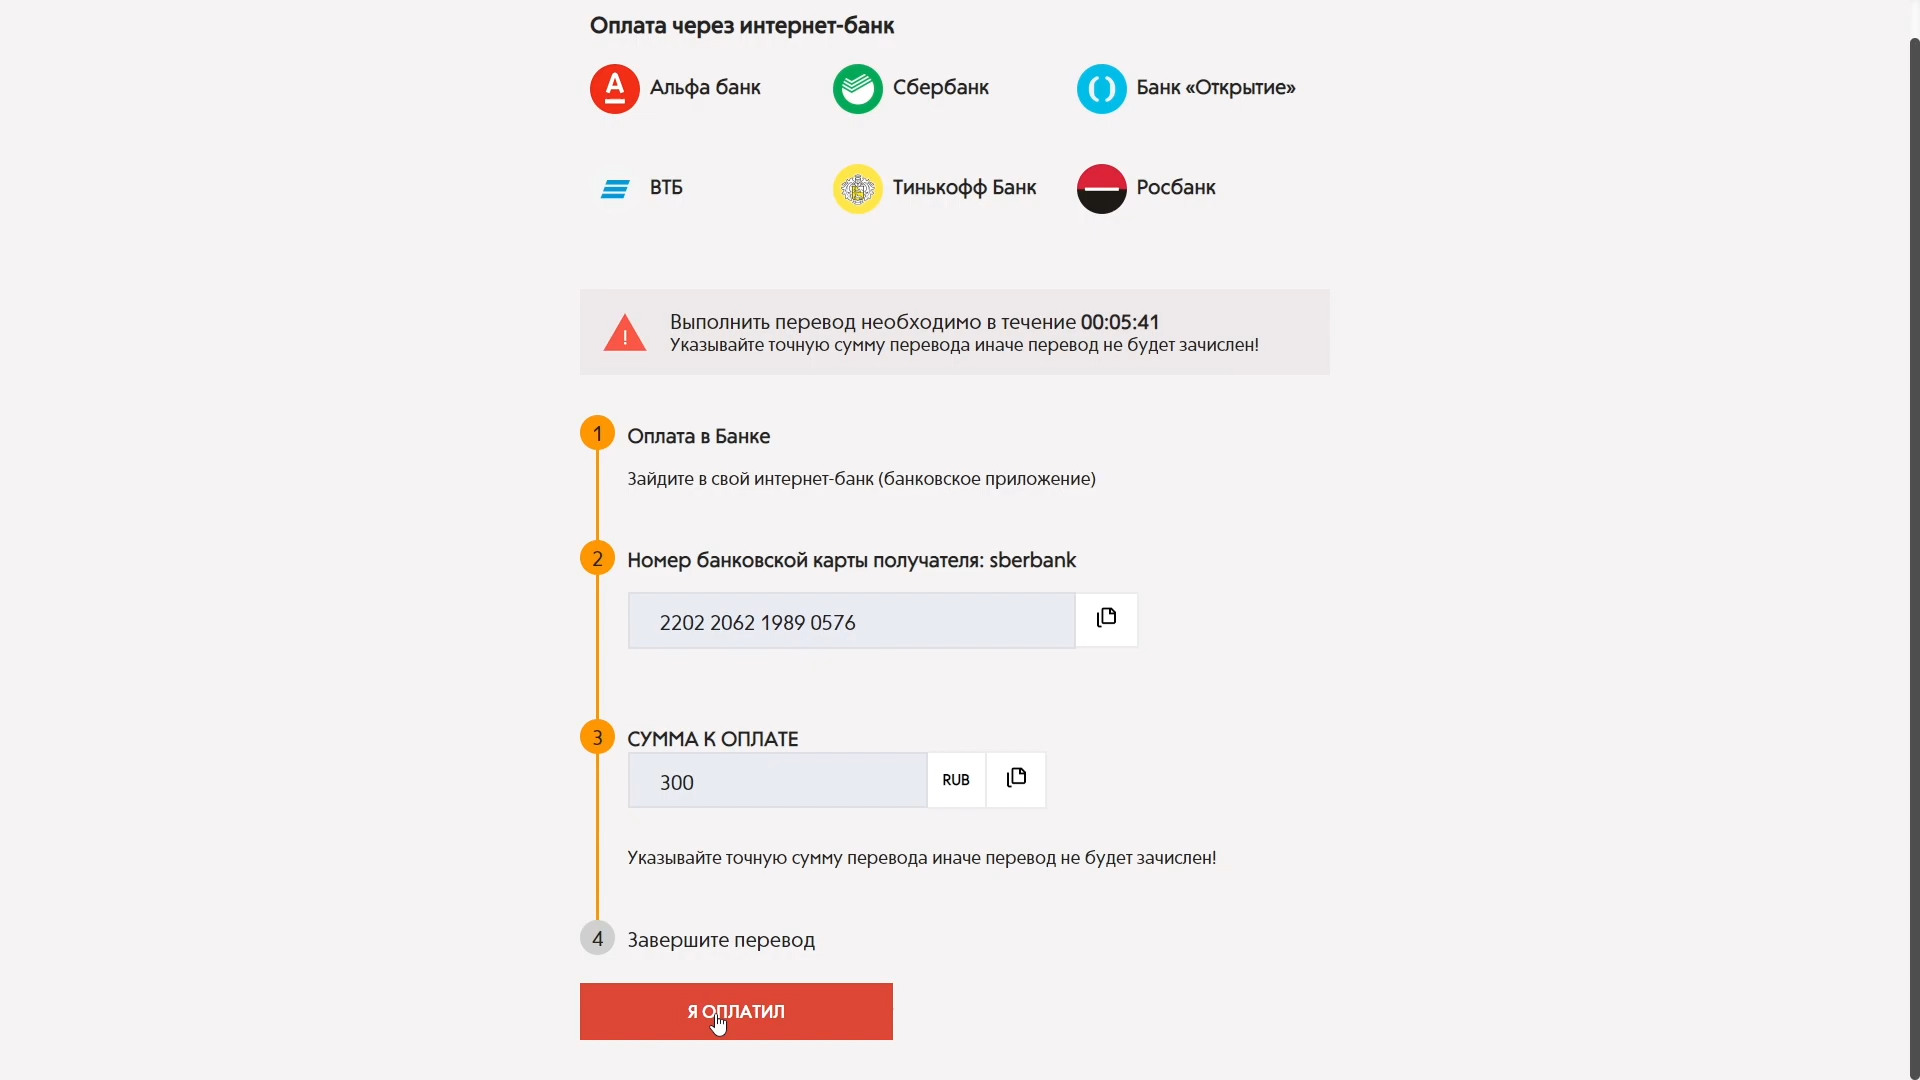 Оплата через интернет-банк
Альфа банк
Сбербанк
Банк «Открытие»
ВТБ
Тинькофф Банк
Росбанк
Выполнить перевод необходимо в течение 00:05:41
Указывайте точную сумму перевода иначе перевод не будет зачислен!
1
Оплата в Банке
Зайдите в свой интернет-банк (банковское приложение)
2
Номер банковской карты получателя: sberbank
2202 2062 1989 0576
3
СУММА К ОПЛАТЕ
300
RUB
Указывайте точную сумму перевода иначе перевод не будет зачислен!
4
Завершите перевод
Я ОПЛАТИЛ